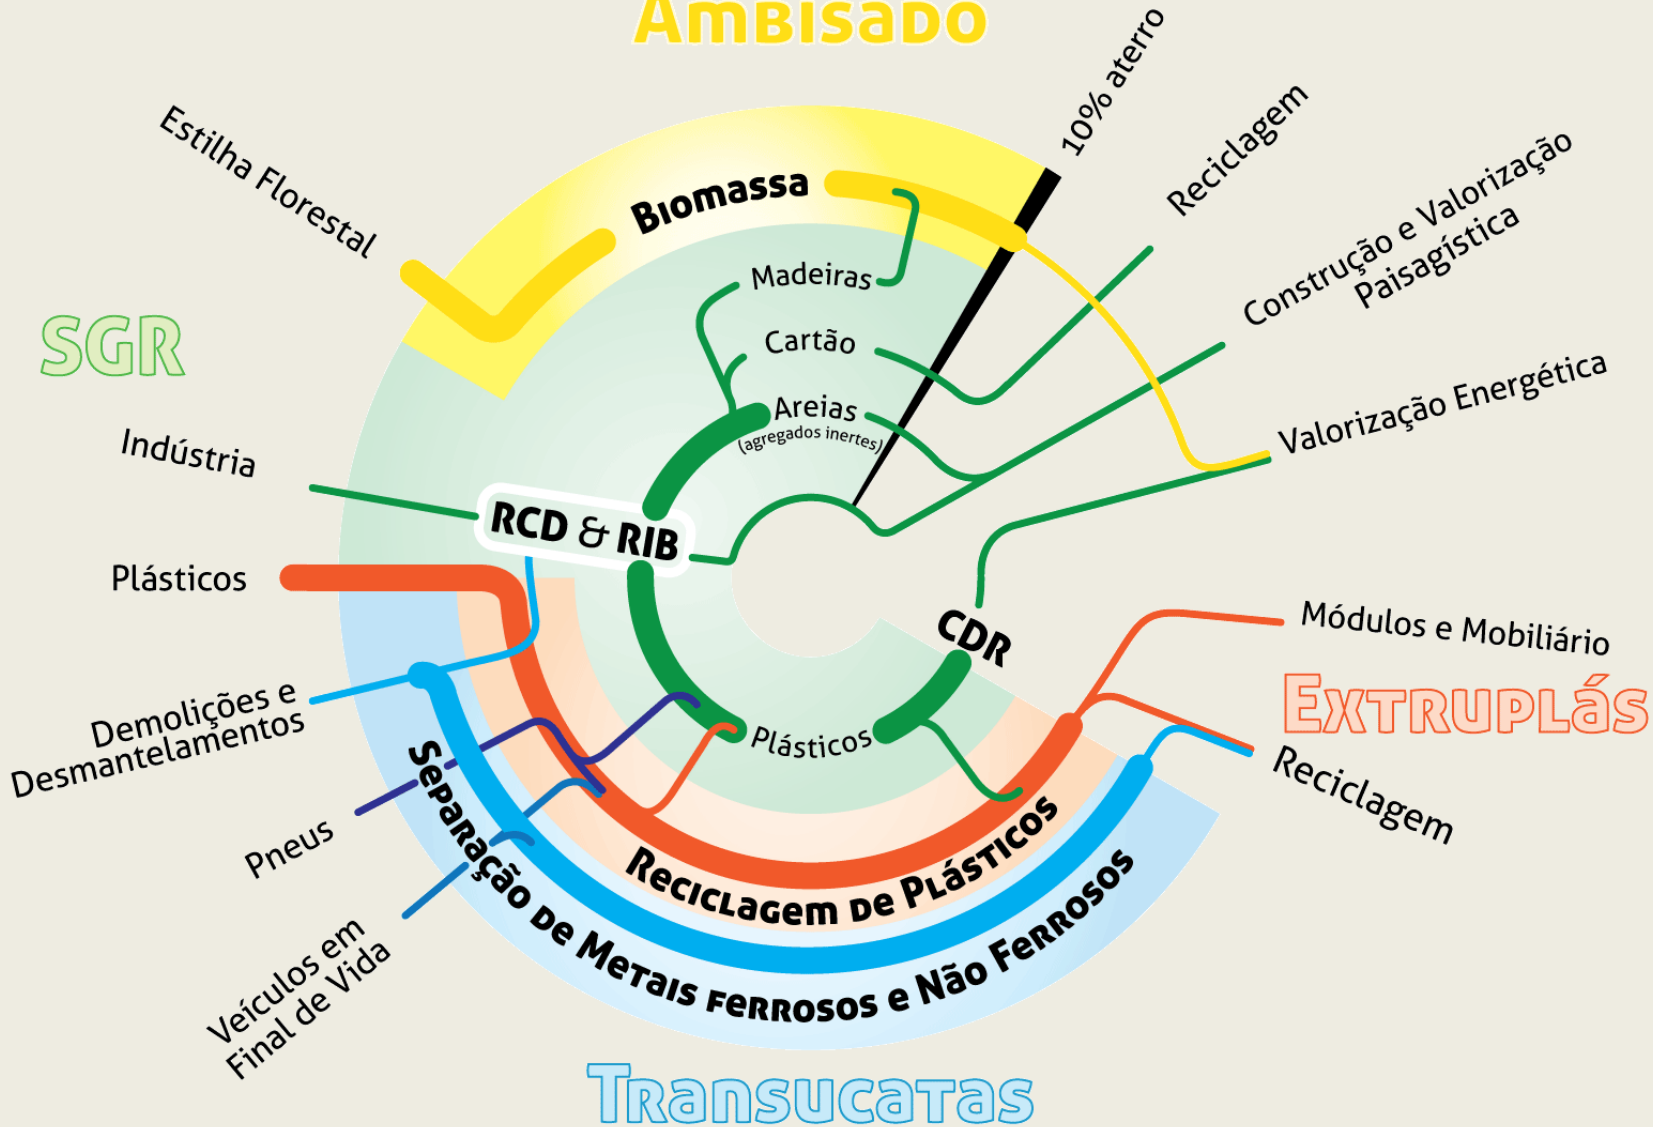 Ambisado
10% aterro
Reciclagem
Estilha Florestal
Biomassa
Construção e Valorização
Paisagística
Madeiras
SGR
Cartão
Valorização Energética
Areias
(agregados inertes)
Indústria
RCD & RIB
Plásticos
CDR
Módulos e Mobiliário
Extruplás
Demolições e
Desmantelamentos
Plásticos
Reciclagem
Pneus
Reciclagem de Plásticos
Separação de Metais ferrosos e Não Ferrosos
Veículos em
Final de Vida
Transucatas